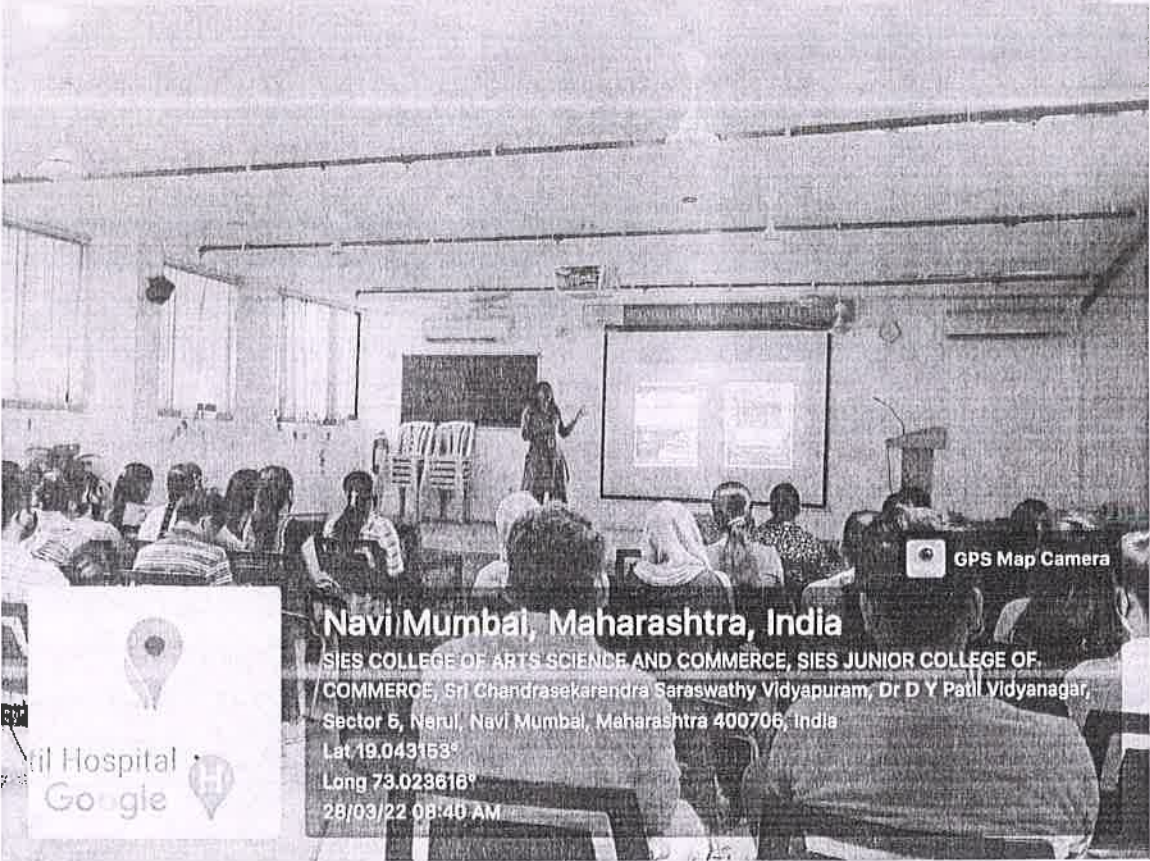 GPS Map Camera
Navi Mumbai, Maharashtra, India
SIES COLLEGE OF ARTS SCIENCE AND COMMERCE, SIES JUNIOR COLLEGE OF
COMMERCE, Sri Chandrasekarendra Saraswathy Vidyapuram, Dr D Y Patil Vidyanagar,
Sector 5, Nerul, Navi Mumbai, Maharashtra 400706, India
Lat 19.043153°
Long 73.023616°
28/03/22 08:40 AM
til Hospital
H
Google